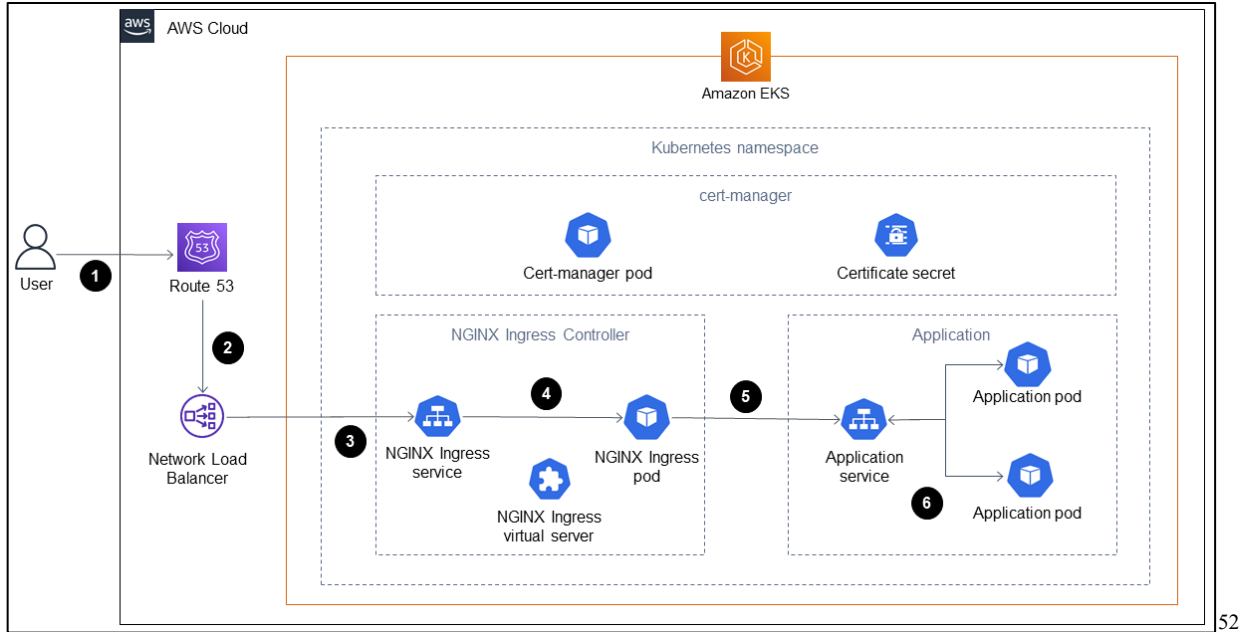 aws
AWS Cloud
K
Amazon EKS
Kubernetes namespace
cert-manager
Cert-manager pod
Certificate secret
User
1
53
Route 53
2
NGINX Ingress Controller
Application
Application pod
4
5
3
NGINX Ingress
service
NGINX Ingress
pod
Application
service
Network Load
Balancer
6
NGINX Ingress
virtual server
Application pod
52